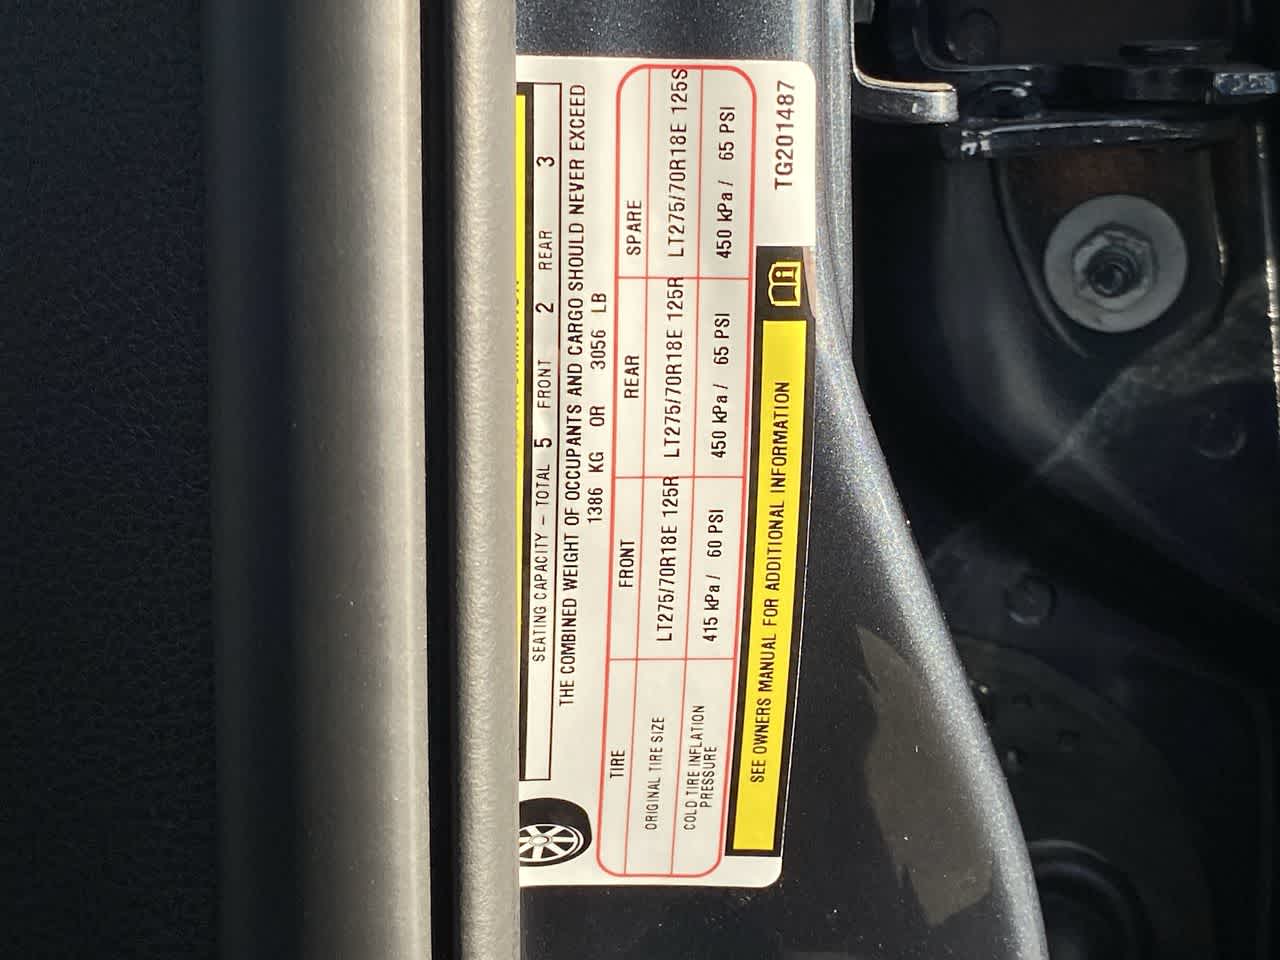 SEATING CAPACITY – TOTAL 5 FRONT 2 REAR 3
THE COMBINED WEIGHT OF OCCUPANTS AND CARGO SHOULD NEVER EXCEED
1386 KG OR 3056 LB
TIRE FRONT REAR SPARE
ORIGINAL TIRE SIZE LT275/70R18E 125R LT275/70R18E 125R LT275/70R18E 125S
COLD TIRE INFLATION
PRESSURE
415 kPa / 60 PSI 450 kPa / 65 PSI 450 kPa / 65 PSI
SEE OWNERS MANUAL FOR ADDITIONAL INFORMATION
TG201487